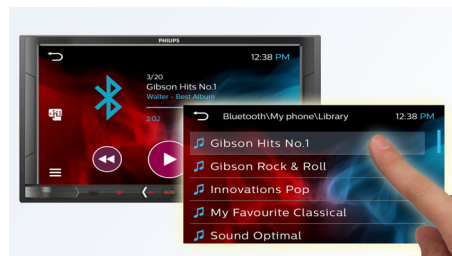 PHILIPS
12:38 PM
3/20
Gibson Hits No.1
Walter - Best Album
2:02
Bluetooth\My phone\Library
12:38 PM
Gibson Hits No.1
Gibson Rock & Roll
Innovations Pop
My Favourite Classical
Sound Optimal